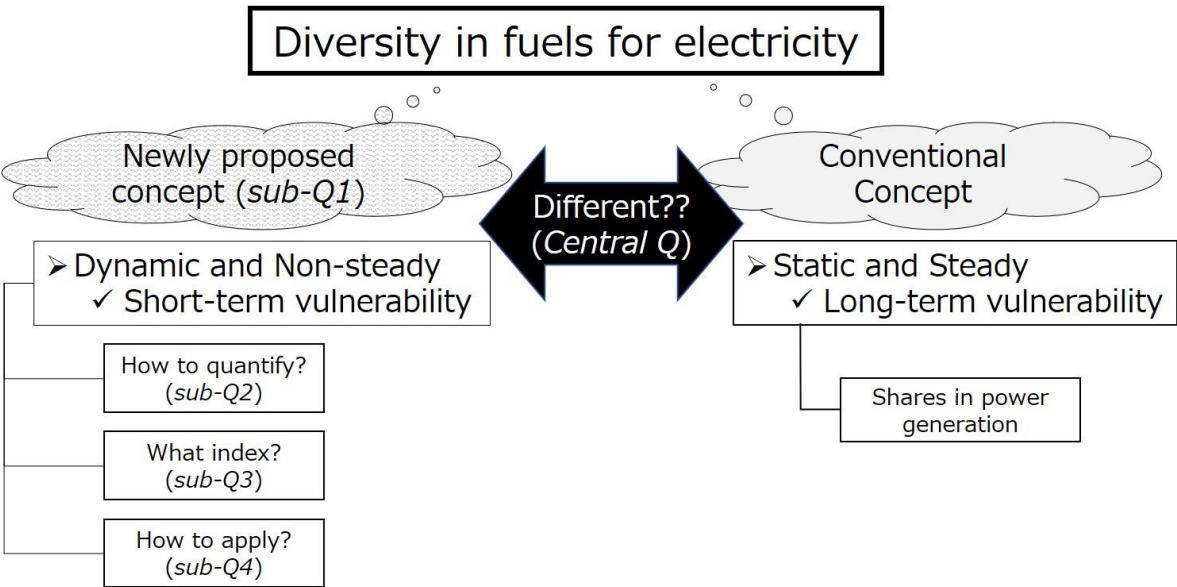 Diversity in fuels for electricity
Newly proposed
concept (sub-Q1)
Different??
(Central Q)
Conventional
Concept
➢ Dynamic and Non-steady
✓ Short-term vulnerability
How to quantify?
(sub-Q2)
What index?
(sub-Q3)
How to apply?
(sub-Q4)
➢ Static and Steady
✓ Long-term vulnerability
Shares in power
generation